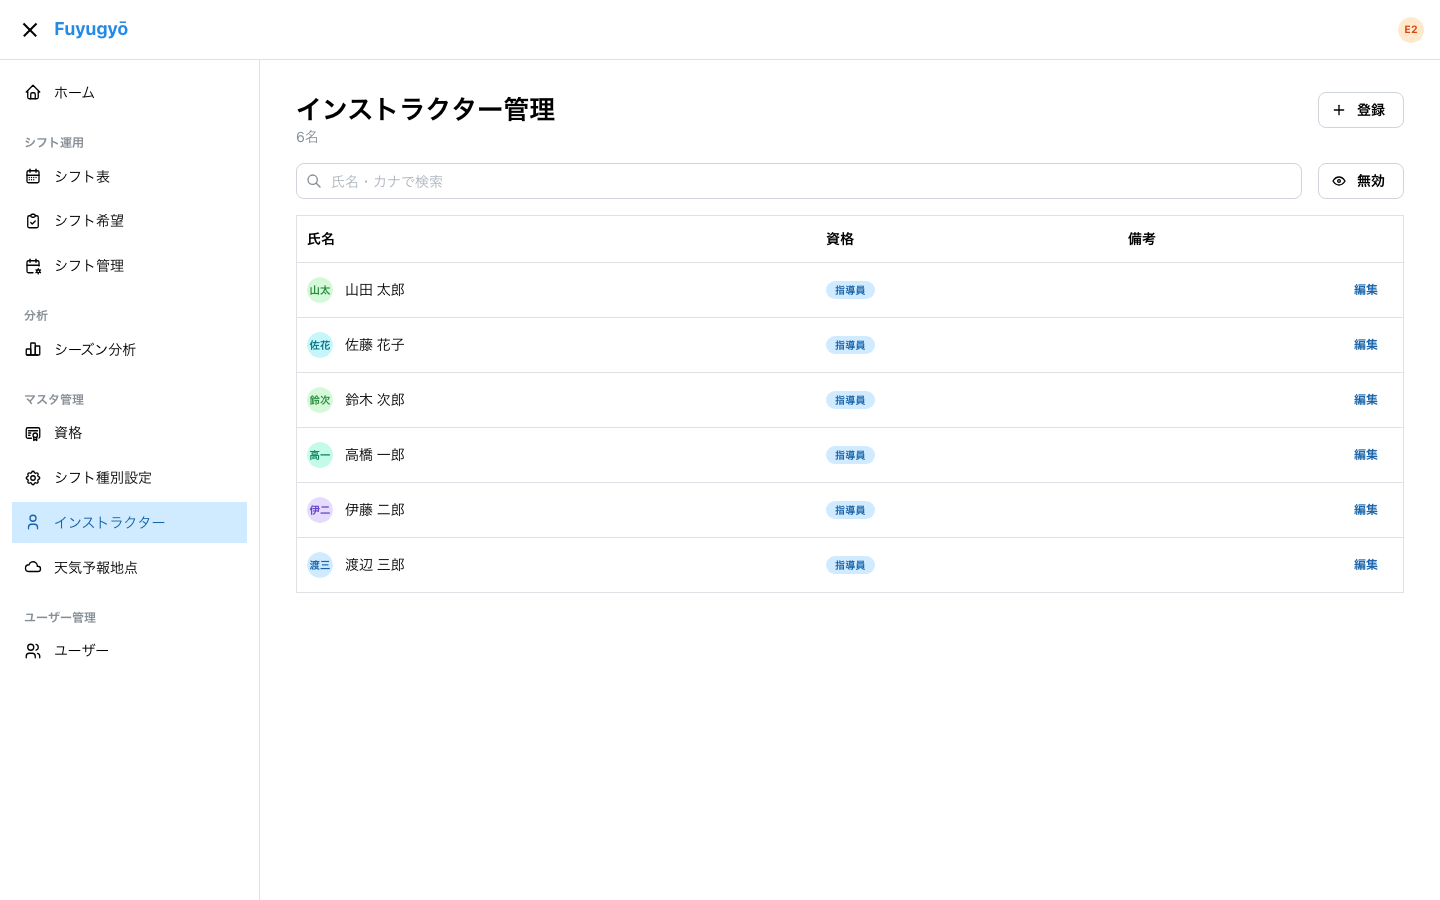 Fuyugyō
E2
ホーム
シフト運用
シフト表
シフト希望
シフト管理
分析
シーズン分析
マスタ管理
資格
シフト種別設定
インストラクター
天気予報地点
ユーザー管理
ユーザー
インストラクター管理
6名
登録
氏名・カナで検索
無効
氏名 資格 備考
山太 山田 太郎 指導員 編集
佐花 佐藤 花子 指導員 編集
鈴次 鈴木 次郎 指導員 編集
高一 高橋 一郎 指導員 編集
伊二 伊藤 二郎 指導員 編集
渡三 渡辺 三郎 指導員 編集